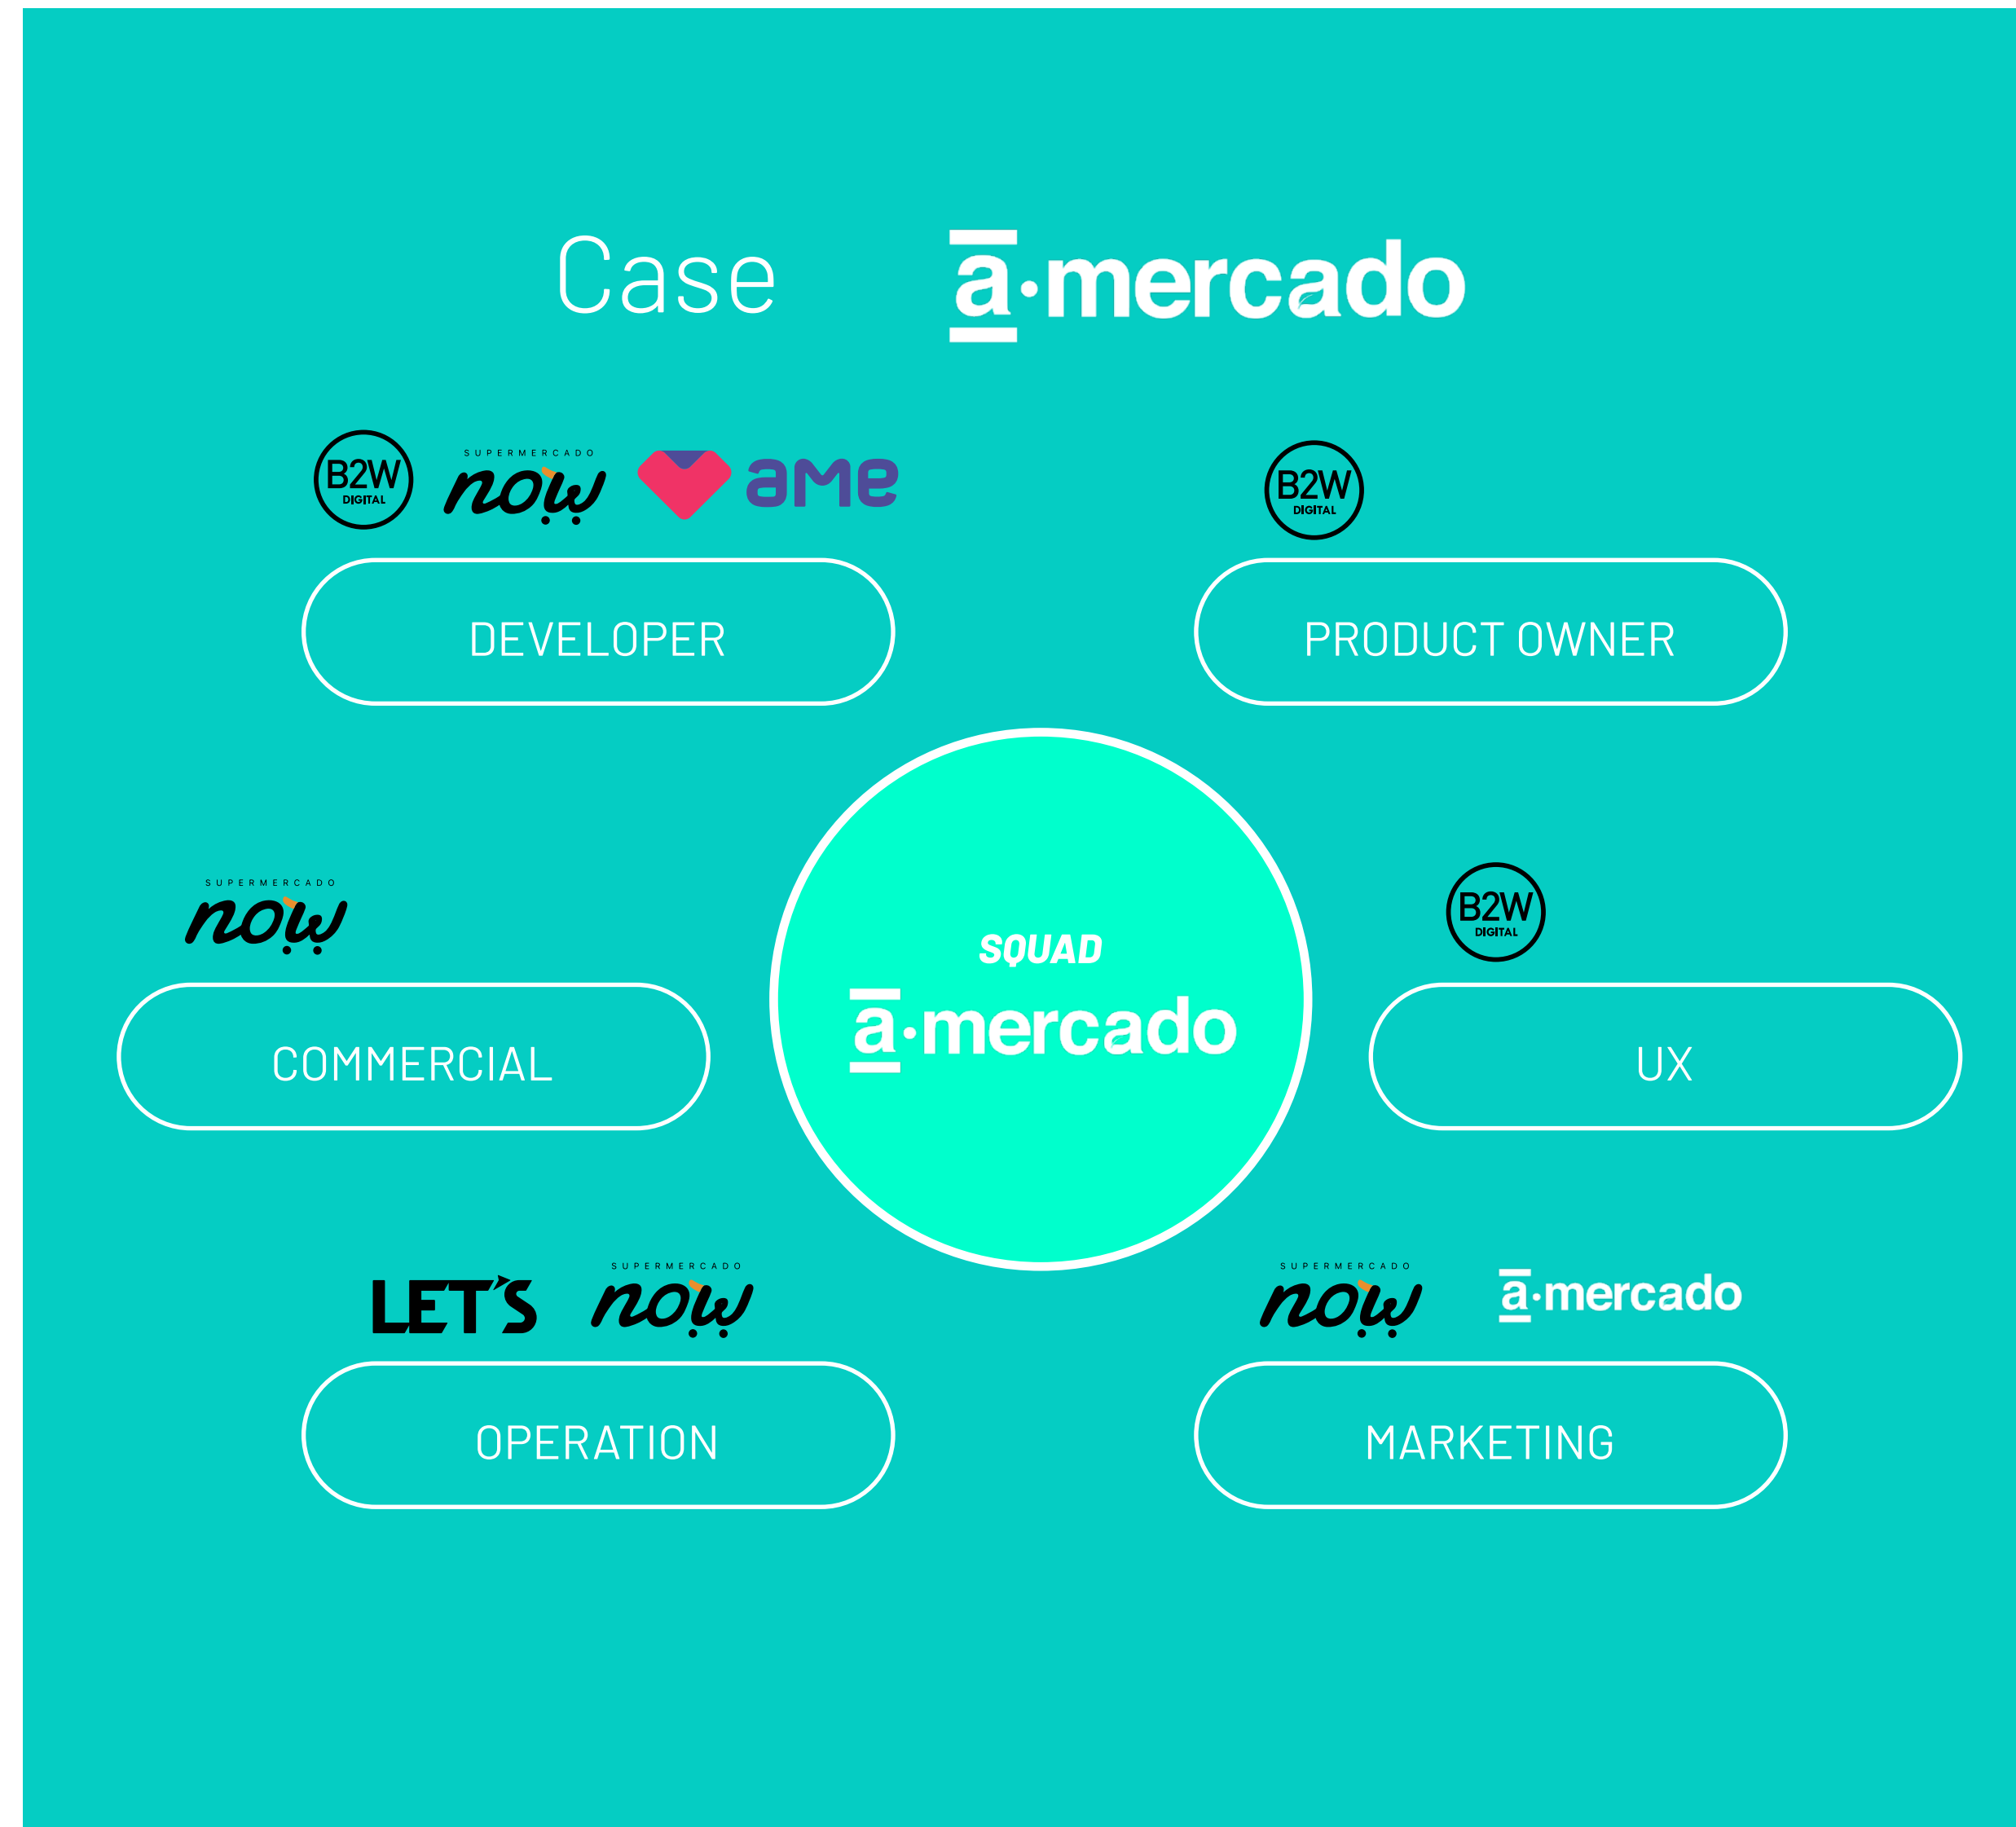 Case a·mercado
B2W DIGITAL SUPERMERCADO now ame
DEVELOPER
B2W DIGITAL
PRODUCT OWNER
SUPERMERCADO now
COMMERCIAL
SQUAD
a·mercado
B2W DIGITAL
UX
LET'S SUPERMERCADO now
OPERATION
SUPERMERCADO now a·mercado
MARKETING